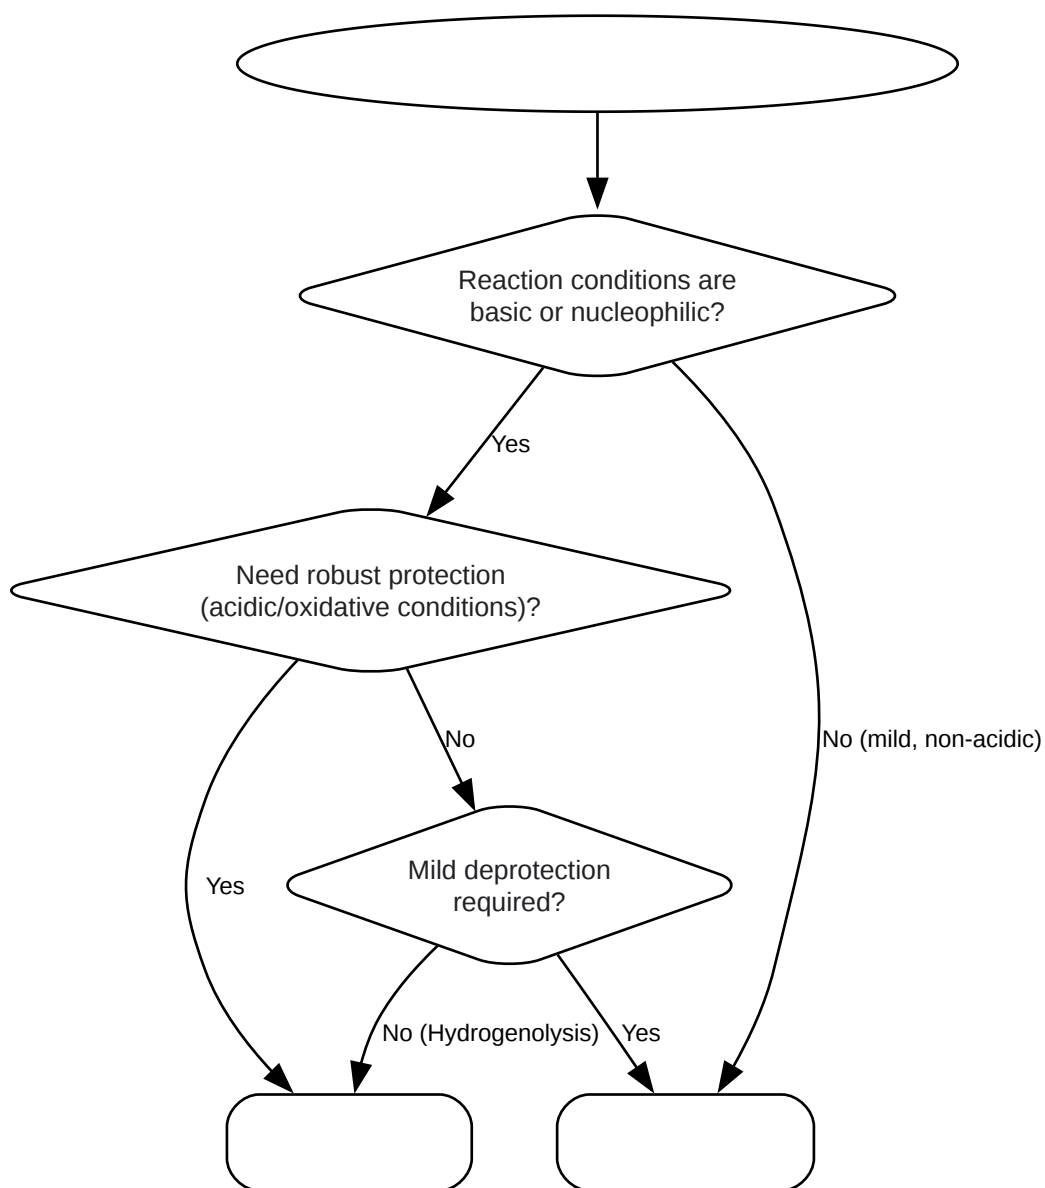 Reaction conditions are
basic or nucleophilic?
Yes
Need robust protection
(acidic/oxidative conditions)?
No
No (mild, non-acidic)
Mild deprotection
required?
Yes
No (Hydrogenolysis)
Yes